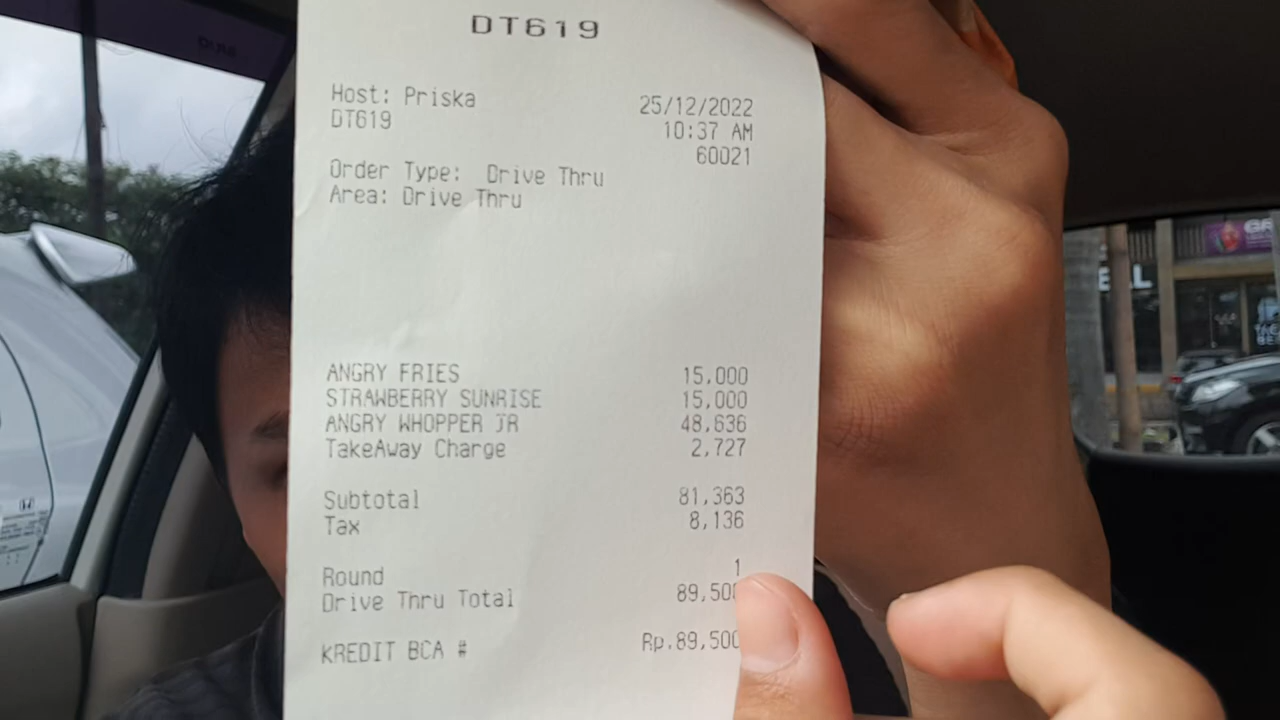 DT619
Host: Priska
25/12/2022
DT619
10:37 AM
60021
Order Type: Drive Thru
Area: Drive Thru
ANGRY FRIES 15,000
STRAWBERRY SUNRISE 15,000
ANGRY WHOPPER JR 48,636
TakeAway Charge 2,727
Subtotal 81,363
Tax 8,136
Round 1
Drive Thru Total 89,500
KREDIT BCA # Rp.89,500